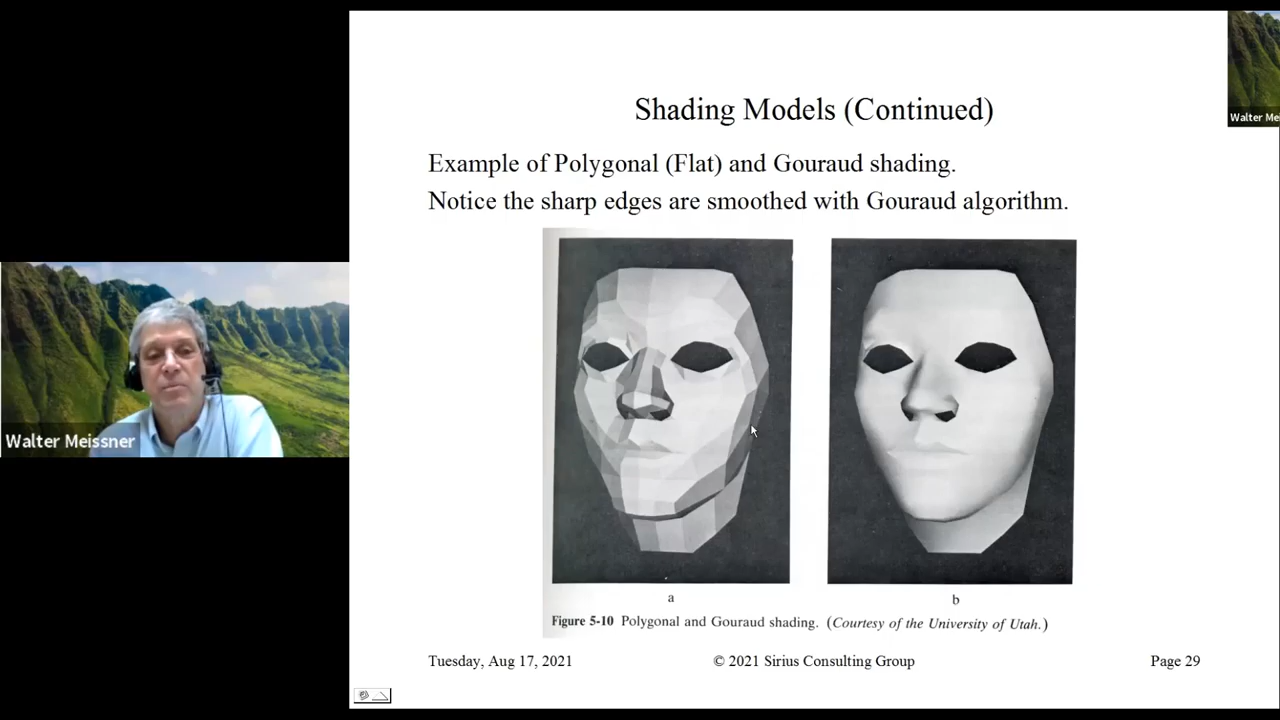 Shading Models (Continued)
Example of Polygonal (Flat) and Gouraud shading.
Notice the sharp edges are smoothed with Gouraud algorithm.
a
b
Figure 5-10 Polygonal and Gouraud shading. (Courtesy of the University of Utah.)
Tuesday, Aug 17, 2021
© 2021 Sirius Consulting Group
Page 29
Walter Meissner
Walter Me